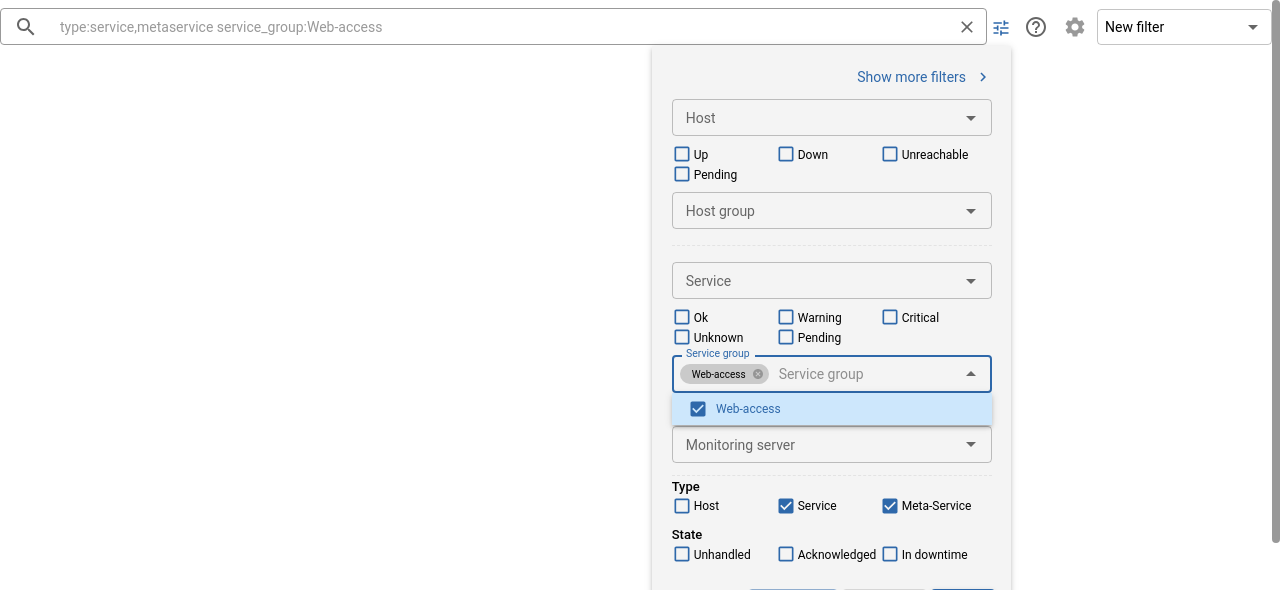 type:service,metaservice service_group:Web-access
New filter
Show more filters
Host
Up Down Unreachable
Pending
Host group
Service
Ok Warning Critical
Unknown Pending
Service group
Web-access Service group
Web-access
Monitoring server
Type
Host Service Meta-Service
State
Unhandled Acknowledged In downtime